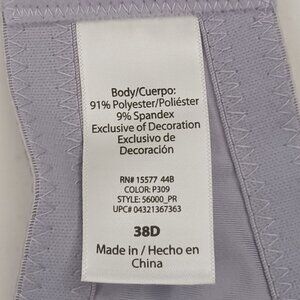 Body/Cuerpo:
91% Polyester/Poliéster
9% Spandex
Exclusive of Decoration
Exclusivo de
Decoración
RN# 15577 44B
COLOR: P309
STYLE: 56000_PR
UPC# 04321367363
38D
Made in / Hecho en
China